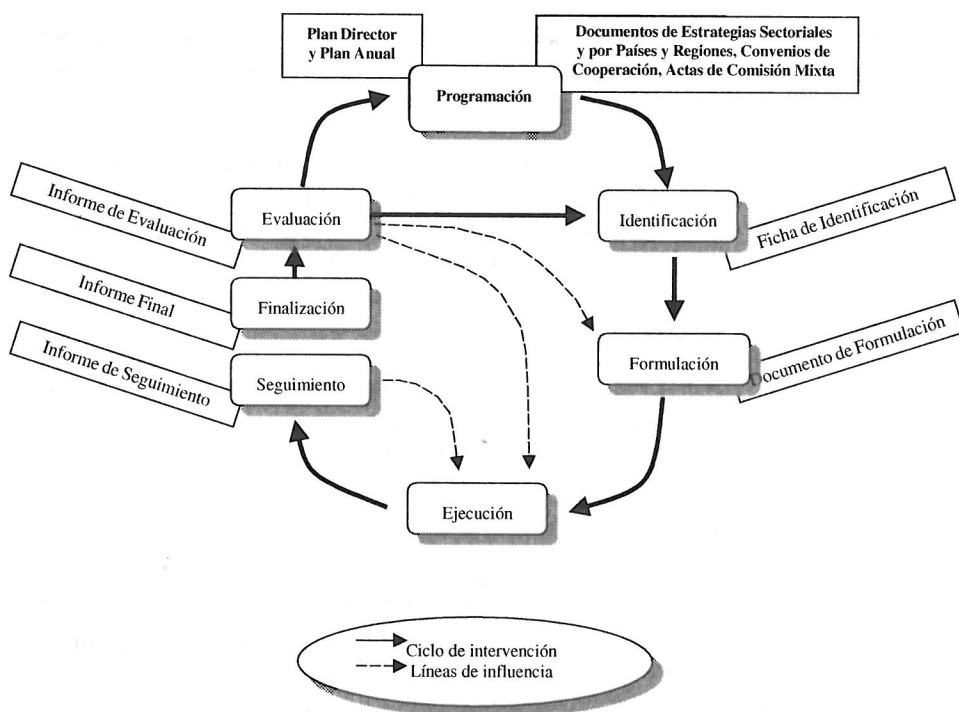 Plan Director
y Plan Anual
Documentos de Estrategias Sectoriales
y por Países y Regiones, Convenios de
Cooperación, Actas de Comisión Mixta
Programación
Informe de Evaluación
Evaluación
Identificación
Ficha de Identificación
Informe Final
Finalización
Formulación
Documento de Formulación
Informe de Seguimiento
Seguimiento
Ejecución
Ciclo de intervención
Líneas de influencia